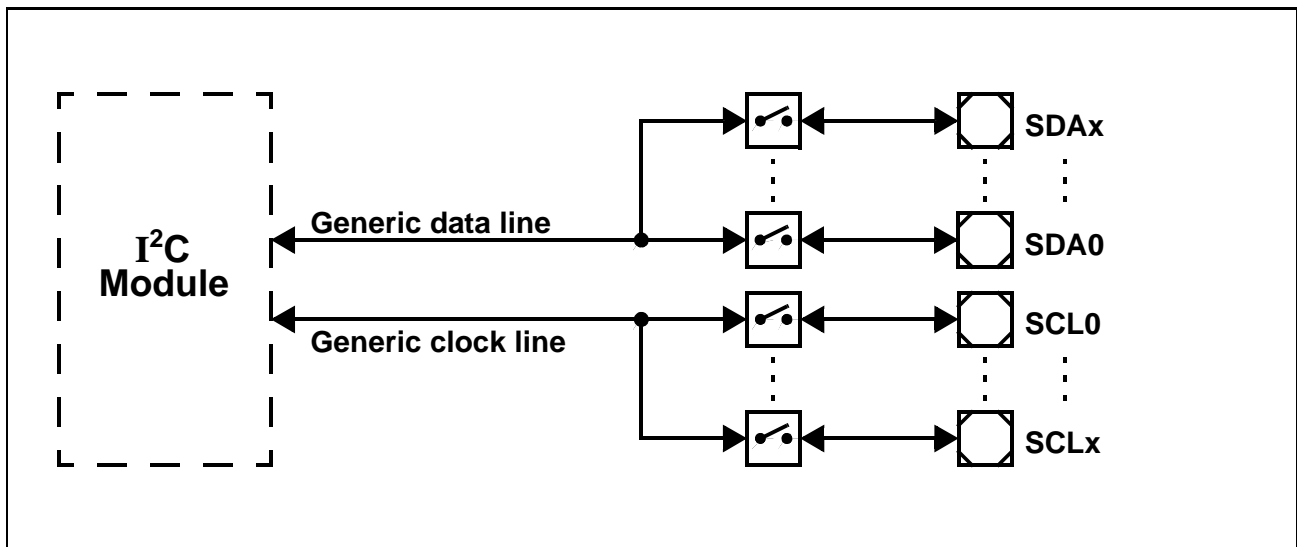 SDAx
Generic data line
SDA0
I²C
Module
SCL0
Generic clock line
SCLx